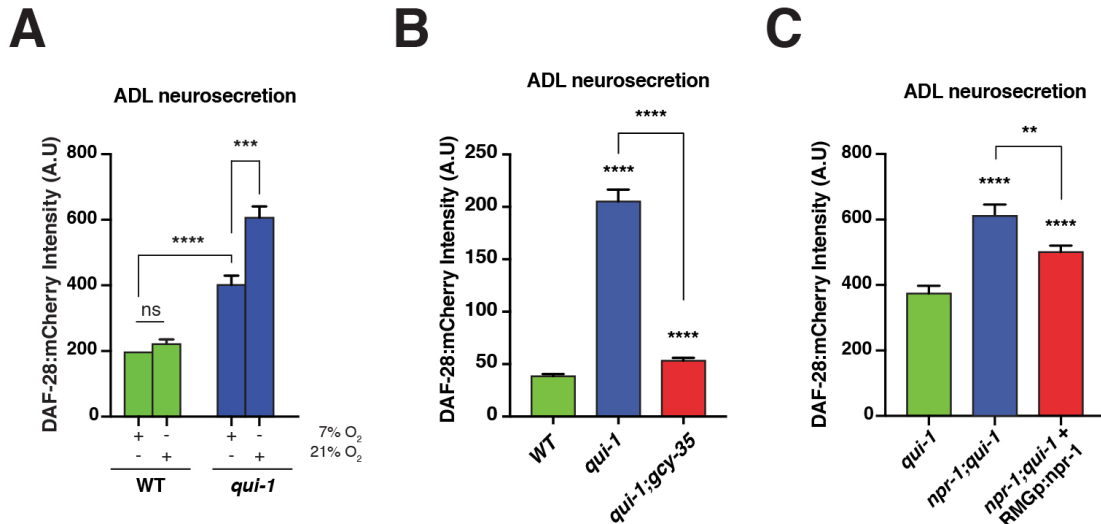 A
ADL neurosecretion
DAF-28:mCherry Intensity (A.U)
800
600
400
200
0
***
****
ns
+ - + - 7% O2
- + - + 21% O2
WT qui-1
B
ADL neurosecretion
DAF-28:mCherry Intensity (A.U)
250
200
150
100
50
0
****
****
****
WT
qui-1
qui-1;gcy-35
C
ADL neurosecretion
DAF-28:mCherry Intensity (A.U)
800
600
400
200
0
**
****
****
qui-1
npr-1;qui-1
npr-1;qui-1 +
RMGp:npr-1